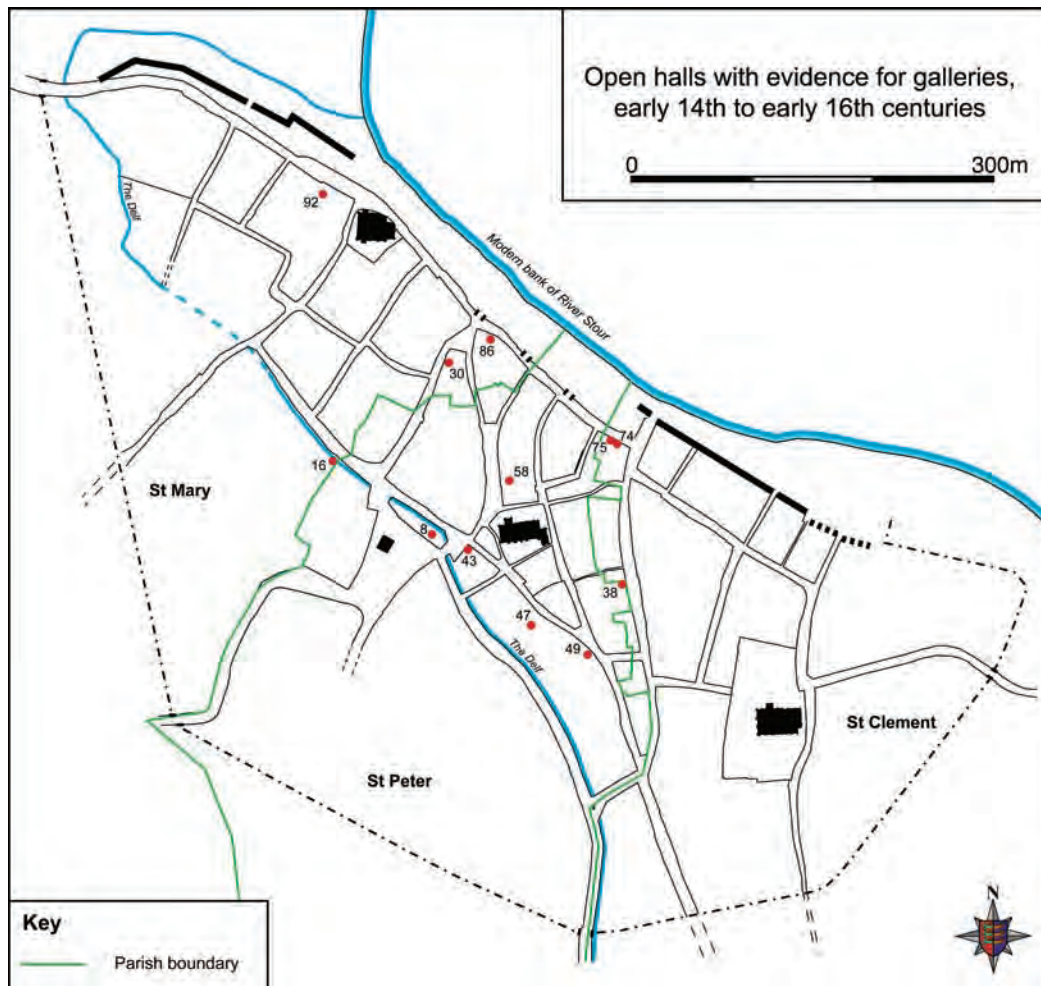 Open halls with evidence for galleries,
early 14th to early 16th centuries
0 300m
The Delf
92
Modern bank of River Stour
86
30
75
74
16
58
St Mary
8
43
38
47
49
The Delf
St Clement
St Peter
N
Key
Parish boundary